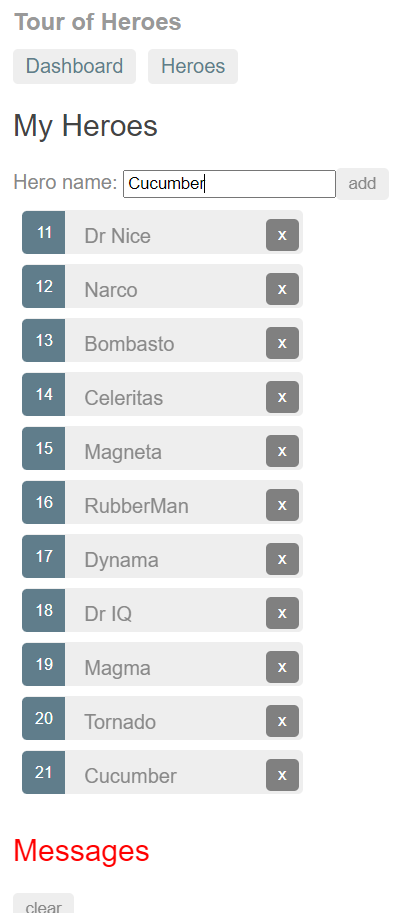 Tour of Heroes
Dashboard Heroes
My Heroes
Hero name: Cucumber add
11 Dr Nice x
12 Narco x
13 Bombasto x
14 Celeritas x
15 Magneta x
16 RubberMan x
17 Dynama x
18 Dr IQ x
19 Magma x
20 Tornado x
21 Cucumber x
Messages
clear